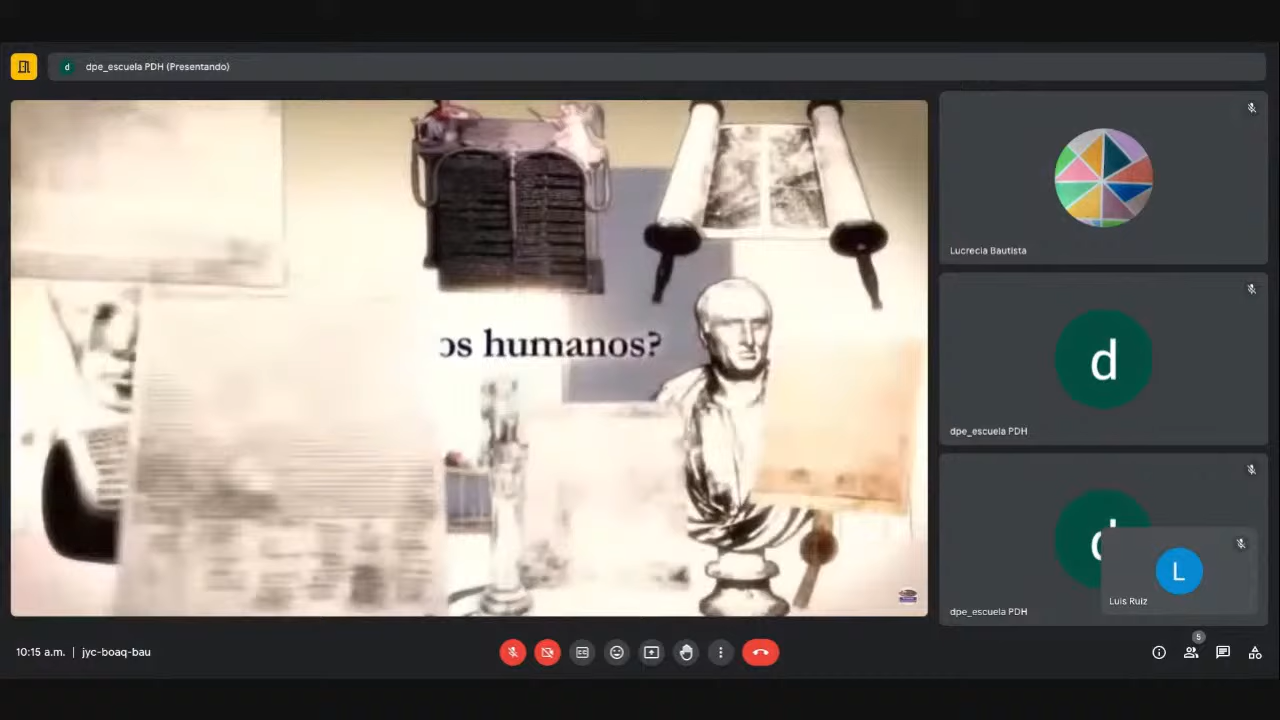 d dpe_escuela PDH (Presentando)
os humanos?
Lucrecia Bautista
d
dpe_escuela PDH
d
dpe_escuela PDH
L
Luis Ruiz
10:15 a.m. | jyc-boaq-bau
5